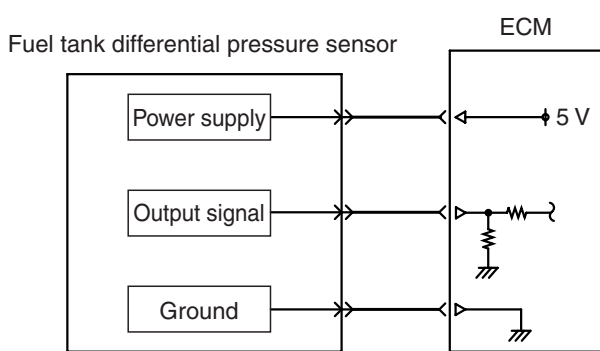 ECM
Fuel tank differential pressure sensor
Power supply
5 V
Output signal
Ground